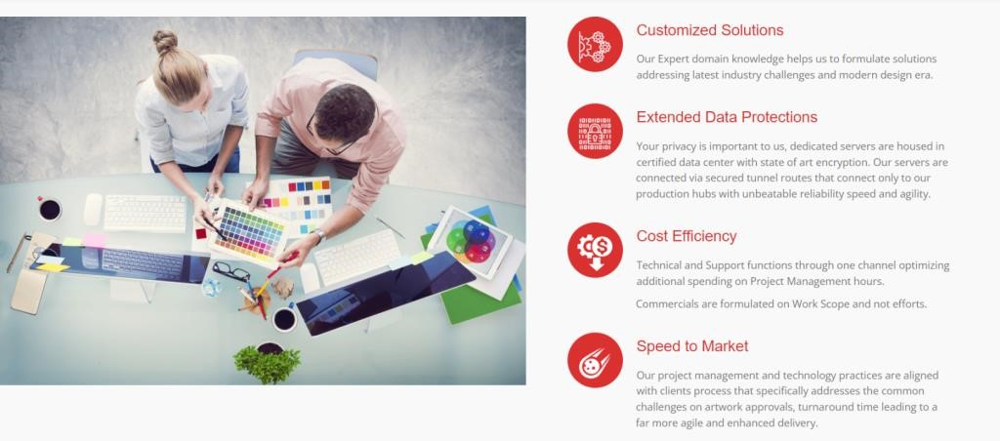 Customized Solutions
Our Expert domain knowledge helps us to formulate solutions
addressing latest industry challenges and modern design era.
Extended Data Protections
Your privacy is important to us, dedicated servers are housed in
certified data center with state of art encryption. Our servers are
connected via secured tunnel routes that connect only to our
production hubs with unbeatable reliability speed and agility.
Cost Efficiency
Technical and Support functions through one channel optimizing
additional spending on Project Management hours.
Commercials are formulated on Work Scope and not efforts.
Speed to Market
Our project management and technology practices are aligned
with clients process that specifically addresses the common
challenges on artwork approvals, turnaround time leading to a
far more agile and enhanced delivery.